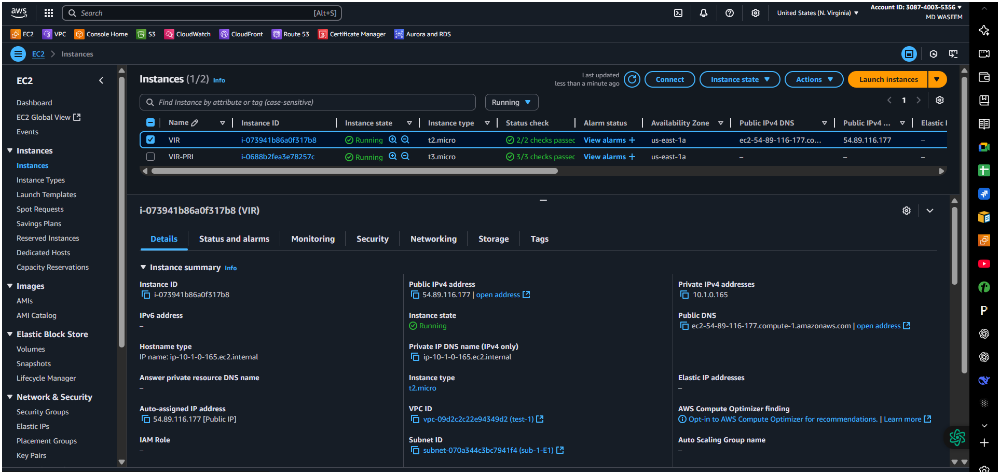 aws
Search [Alt+S]
United States (N. Virginia)
Account ID: 3087-4003-5356
MD WASEEM
EC2 VPC Console Home S3 CloudWatch CloudFront Route 53 Certificate Manager Aurora and RDS
EC2 > Instances
EC2
Dashboard
EC2 Global View
Events
Instances
Instances
Instance Types
Launch Templates
Spot Requests
Savings Plans
Reserved Instances
Dedicated Hosts
Capacity Reservations
Images
AMIs
AMI Catalog
Elastic Block Store
Volumes
Snapshots
Lifecycle Manager
Network & Security
Security Groups
Elastic IPs
Placement Groups
Key Pairs
Instances (1/2) Info
Last updated
less than a minute ago
Connect Instance state Actions Launch instances
Find Instance by attribute or tag (case-sensitive) Running
1
Name Instance ID Instance state Instance type Status check Alarm status Availability Zone Public IPv4 DNS Public IPv4 ... Elastic I
VIR i-073941b86a0f317b8 Running t2.micro 2/2 checks passec View alarms + us-east-1a ec2-54-89-116-177.co... 54.89.116.177 –
VIR-PRI i-0688b2fea3e78257c Running t3.micro 3/3 checks passec View alarms + us-east-1a – – –
i-073941b86a0f317b8 (VIR)
Details Status and alarms Monitoring Security Networking Storage Tags
Instance summary Info
Instance ID
i-073941b86a0f317b8
Public IPv4 address
54.89.116.177 | open address
Private IPv4 addresses
10.1.0.165
IPv6 address
–
Instance state
Running
Public DNS
ec2-54-89-116-177.compute-1.amazonaws.com | open address
Hostname type
IP name: ip-10-1-0-165.ec2.internal
Private IP DNS name (IPv4 only)
ip-10-1-0-165.ec2.internal
Answer private resource DNS name
–
Instance type
t2.micro
Elastic IP addresses
–
Auto-assigned IP address
54.89.116.177 [Public IP]
VPC ID
vpc-09d2c2c22e94349d2 (test-1)
AWS Compute Optimizer finding
Opt-in to AWS Compute Optimizer for recommendations. | Learn more
IAM Role
–
Subnet ID
subnet-070a344c3bc7941f4 (sub-1-E1)
Auto Scaling Group name
–
P